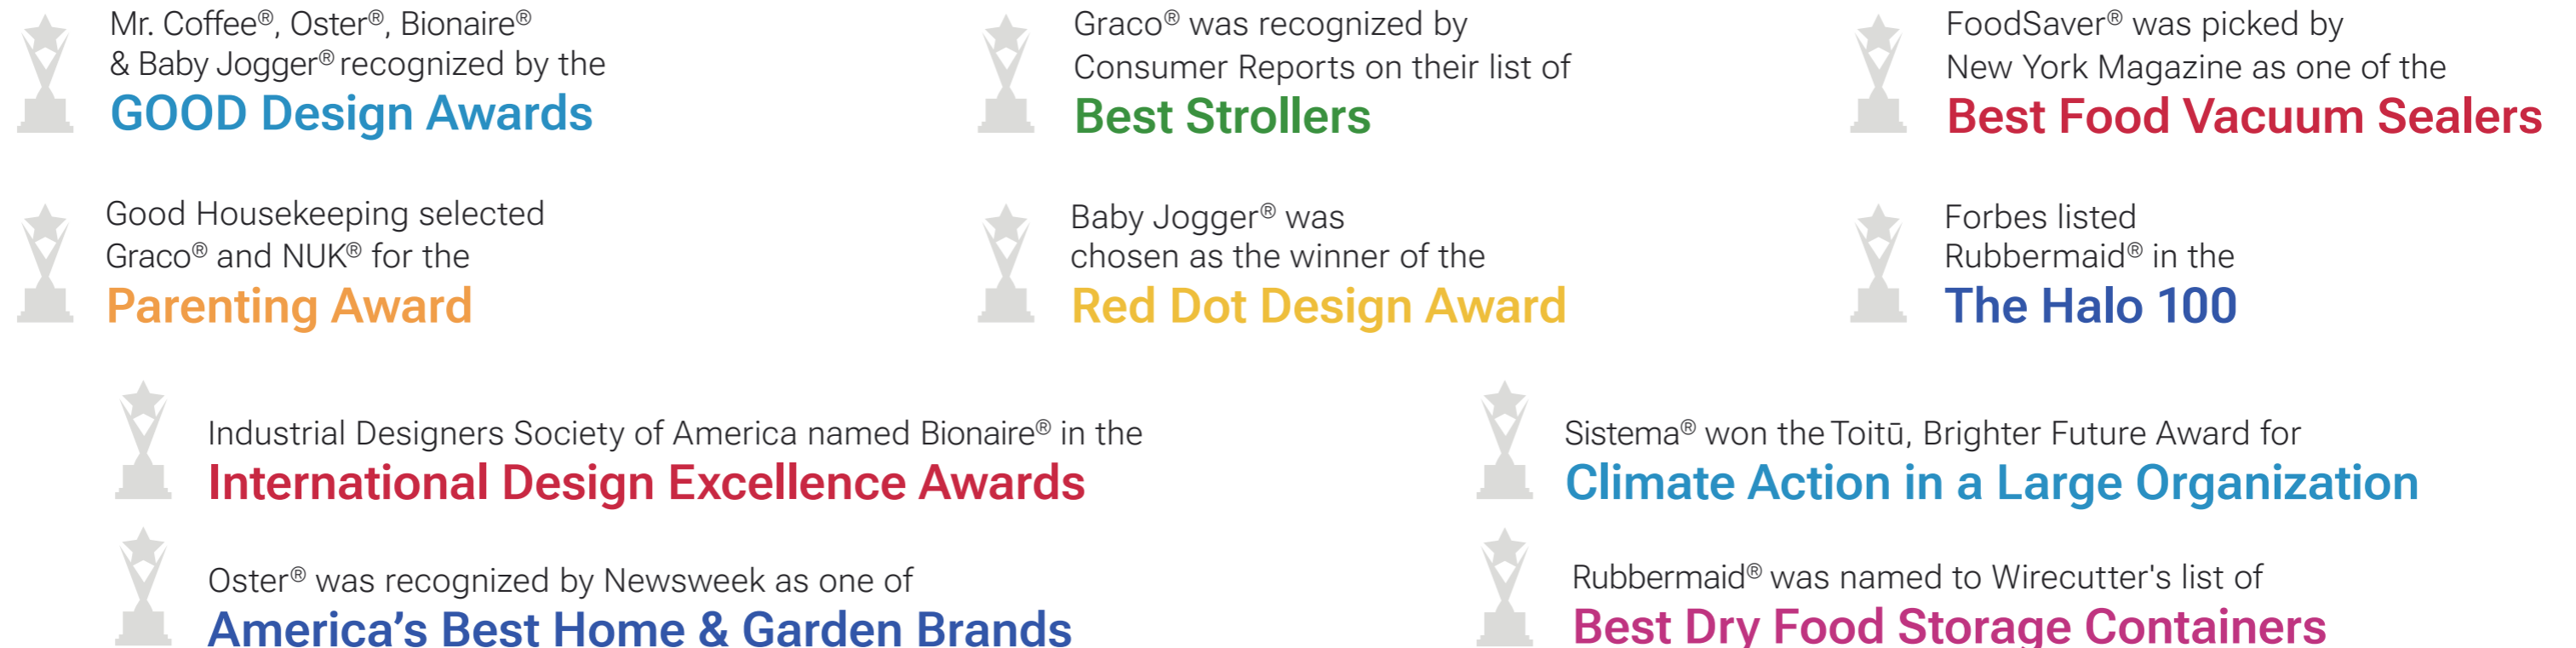 Mr. Coffee®, Oster®, Bionaire®
& Baby Jogger® recognized by the
GOOD Design Awards
Graco® was recognized by
Consumer Reports on their list of
Best Strollers
FoodSaver® was picked by
New York Magazine as one of the
Best Food Vacuum Sealers
Good Housekeeping selected
Graco® and NUK® for the
Parenting Award
Baby Jogger® was
chosen as the winner of the
Red Dot Design Award
Forbes listed
Rubbermaid® in the
The Halo 100
Industrial Designers Society of America named Bionaire® in the
International Design Excellence Awards
Sistema® won the Toitū, Brighter Future Award for
Climate Action in a Large Organization
Oster® was recognized by Newsweek as one of
America’s Best Home & Garden Brands
Rubbermaid® was named to Wirecutter's list of
Best Dry Food Storage Containers